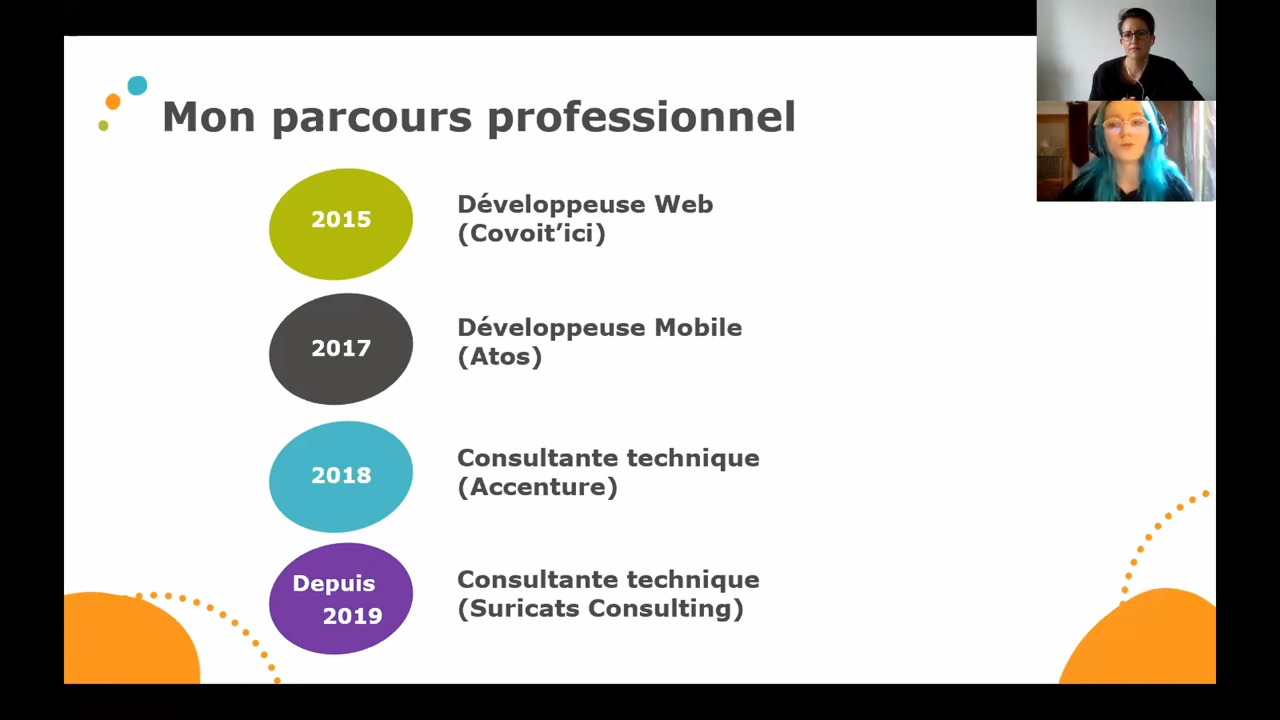 Mon parcours professionnel
2015
Développeuse Web
(Covoit’ici)
2017
Développeuse Mobile
(Atos)
2018
Consultante technique
(Accenture)
Depuis
2019
Consultante technique
(Suricats Consulting)